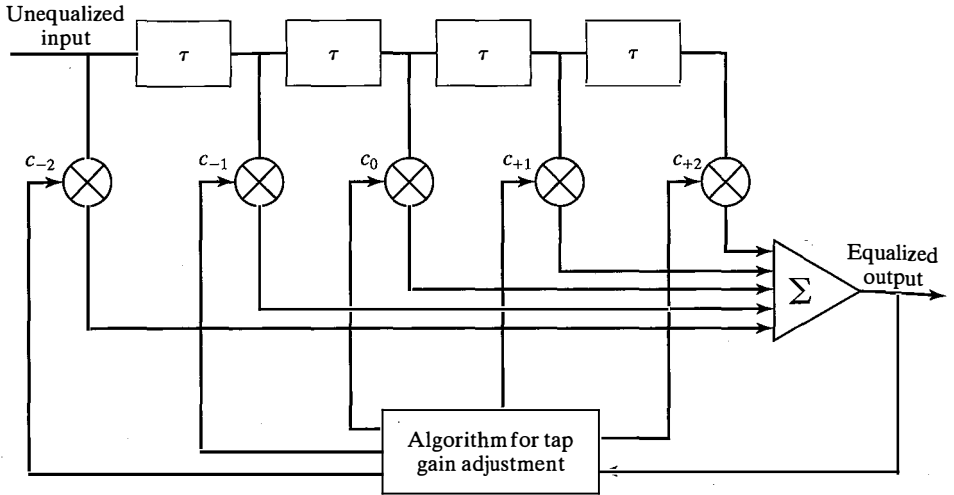 Unequalized
input
τ
τ
τ
τ
c₋₂
c₋₁
c₀
c₊₁
c₊₂
Σ
Equalized
output
Algorithm for tap
gain adjustment